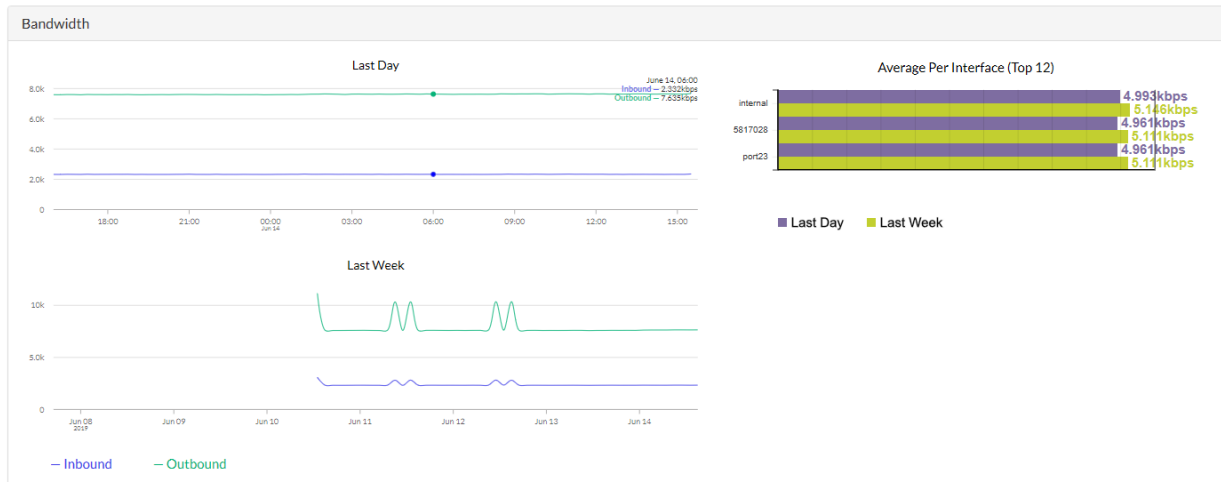 Bandwidth
Last Day
June 14, 06:00
Inbound — 2.332kbps
Outbound — 7.635kbps
8.0k
6.0k
4.0k
2.0k
0
18:00 21:00 00:00 03:00 06:00 09:00 12:00 15:00
Jun 14
Average Per Interface (Top 12)
internal
4.993kbps
5.146kbps
5817028
4.961kbps
5.111kbps
port23
4.961kbps
5.111kbps
Last Day Last Week
Last Week
10k
5.0k
0
Jun 08 Jun 09 Jun 10 Jun 11 Jun 12 Jun 13 Jun 14
2019
Inbound Outbound